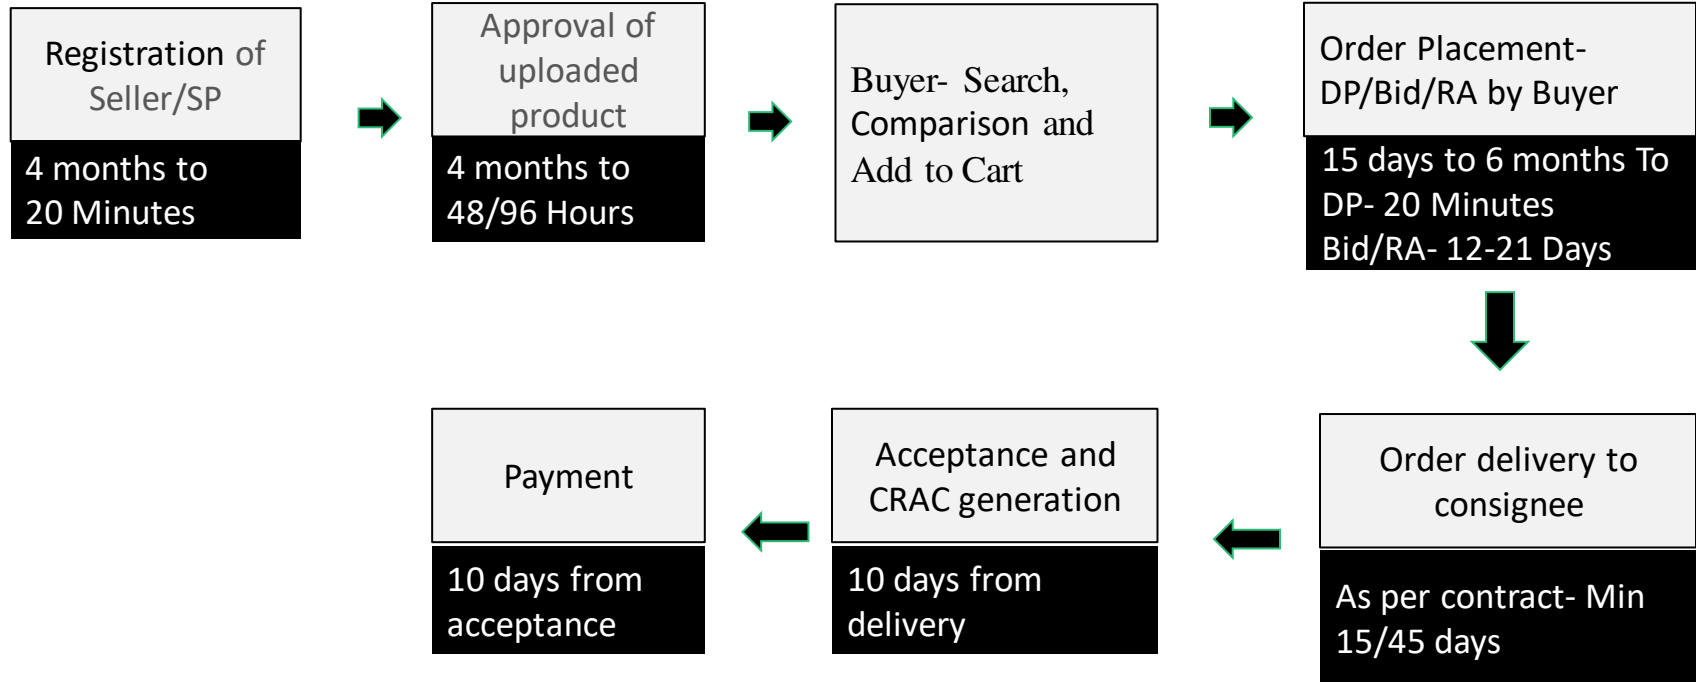 Registration of
Seller/SP
4 months to
20 Minutes
Approval of
uploaded
product
4 months to
48/96 Hours
Buyer- Search,
Comparison and
Add to Cart
Order Placement-
DP/Bid/RA by Buyer
15 days to 6 months To
DP- 20 Minutes
Bid/RA- 12-21 Days
Order delivery to
consignee
As per contract- Min
15/45 days
Acceptance and
CRAC generation
10 days from
delivery
Payment
10 days from
acceptance